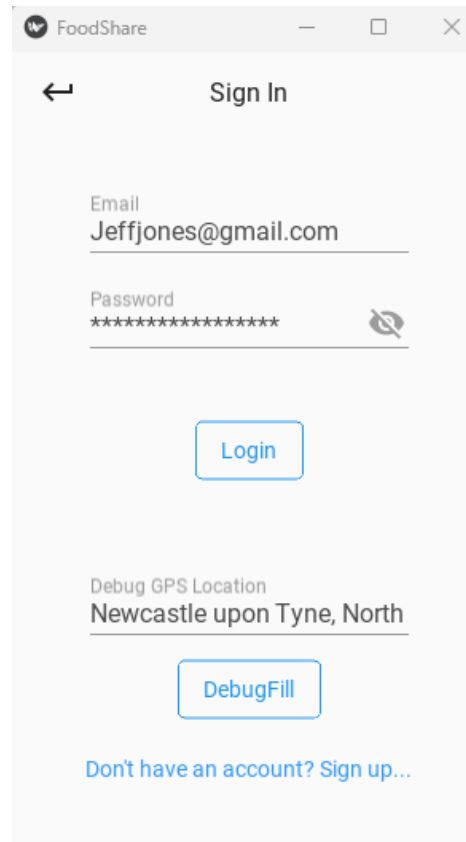 FoodShare
Sign In
Email
Jeffjones@gmail.com
Password
*****************
Login
Debug GPS Location
Newcastle upon Tyne, North
DebugFill
Don't have an account? Sign up...